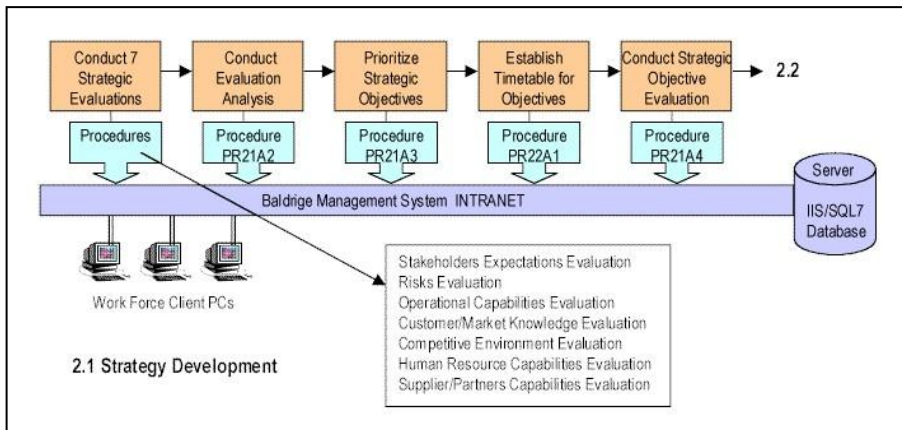 Conduct 7
Strategic
Evaluations
Conduct
Evaluation
Analysis
Prioritize
Strategic
Objectives
Establish
Timetable for
Objectives
Conduct Strategic
Objective
Evaluation
2.2
Procedures
Procedure
PR21A2
Procedure
PR21A3
Procedure
PR22A1
Procedure
PR21A4
Server
IIS/SQL7
Database
Baldrige Management System INTRANET
Work Force Client PCs
Stakeholders Expectations Evaluation
Risks Evaluation
Operational Capabilities Evaluation
Customer/Market Knowledge Evaluation
Competitive Environment Evaluation
Human Resource Capabilities Evaluation
Supplier/Partners Capabilities Evaluation
2.1 Strategy Development